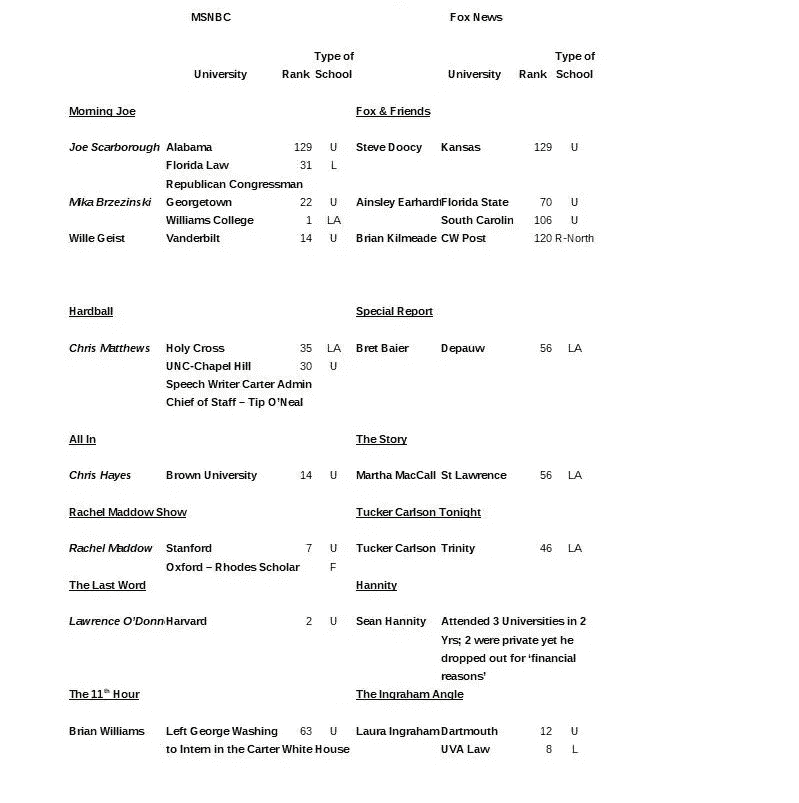 MSNBC Fox News
Type of Type of
University Rank School University Rank School
Morning Joe Fox & Friends
Joe Scarborough Alabama 129 U Steve Doocy Kansas 129 U
Florida Law 31 L
Republican Congressman
Mika Brzezinski Georgetown 22 U Ainsley Earhard Florida State 70 U
Williams College 1 LA South Carolin 106 U
Wille Geist Vanderbilt 14 U Brian Kilmeade CW Post 120 R-North
Hardball Special Report
Chris Matthews Holy Cross 35 LA Bret Baier Depauw 56 LA
UNC-Chapel Hill 30 U
Speech Writer Carter Admin
Chief of Staff – Tip O’Neal
All In The Story
Chris Hayes Brown University 14 U Martha MacCall St Lawrence 56 LA
Rachel Maddow Show Tucker Carlson Tonight
Rachel Maddow Stanford 7 U Tucker Carlson Trinity 46 LA
Oxford – Rhodes Scholar F
The Last Word Hannity
Lawrence O’Donn Harvard 2 U Sean Hannity Attended 3 Universities in 2
Yrs; 2 were private yet he
dropped out for ‘financial
reasons’
The 11th Hour The Ingraham Angle
Brian Williams Left George Washing 63 U Laura Ingraham Dartmouth 12 U
to Intern in the Carter White House UVA Law 8 L